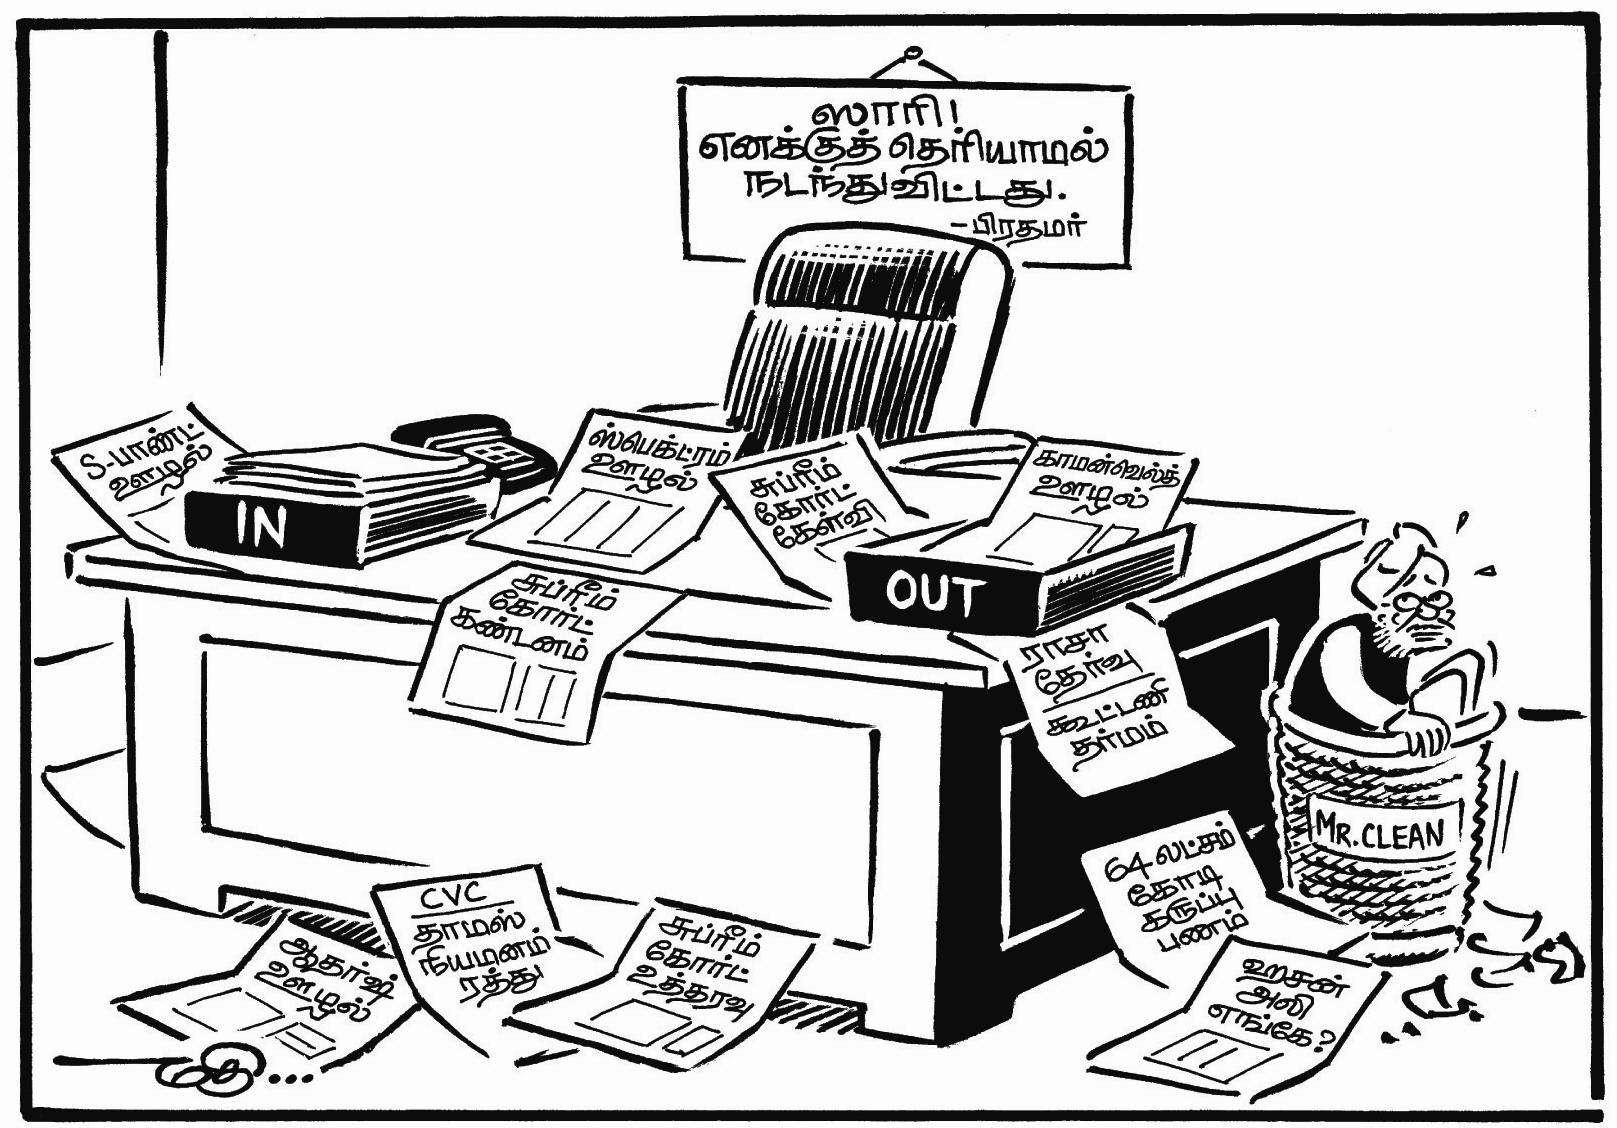 ஸாரி!
எனக்குத் தெரியாமல்
நடந்துவிட்டது.
-பிரதமர்
S-பாண்ட்
ஊழல்
IN
ஸ்பெக்ட்ரம்
ஊழல்
சுப்ரீம்
கோர்ட்
கேள்வி
காமன்வெல்த்
ஊழல்
OUT
சுப்ரீம்
கோர்ட்
கண்டனம்
ராசா
தேர்வு
கூட்டணி
தர்மம்
MR. CLEAN
64 லட்சம்
கோடி
கருப்பு
பணம்
CVC
தாமஸ்
நியமனம்
ரத்து
ஆதர்ஷ்
ஊழல்
சுப்ரீம்
கோர்ட்
உத்தரவு
ஹசன்
அலி
எங்கே?